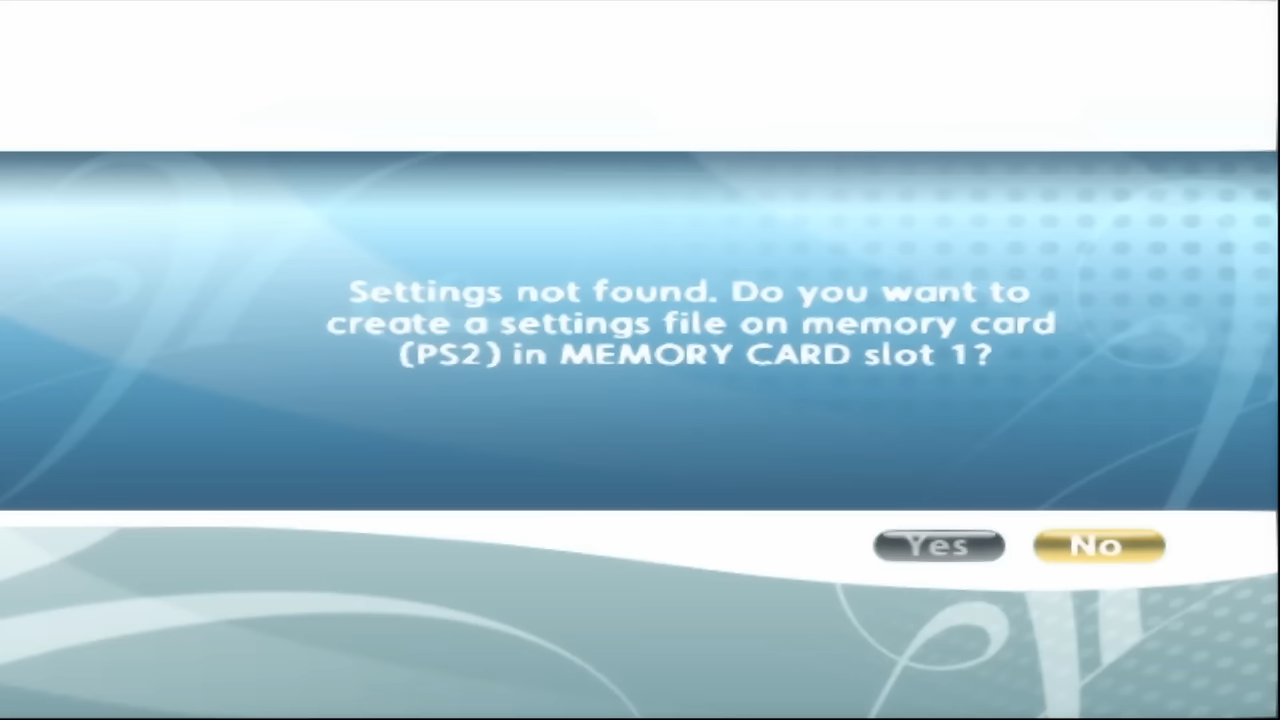 Settings not found. Do you want to
create a settings file on memory card
(PS2) in MEMORY CARD slot 1?
Yes No